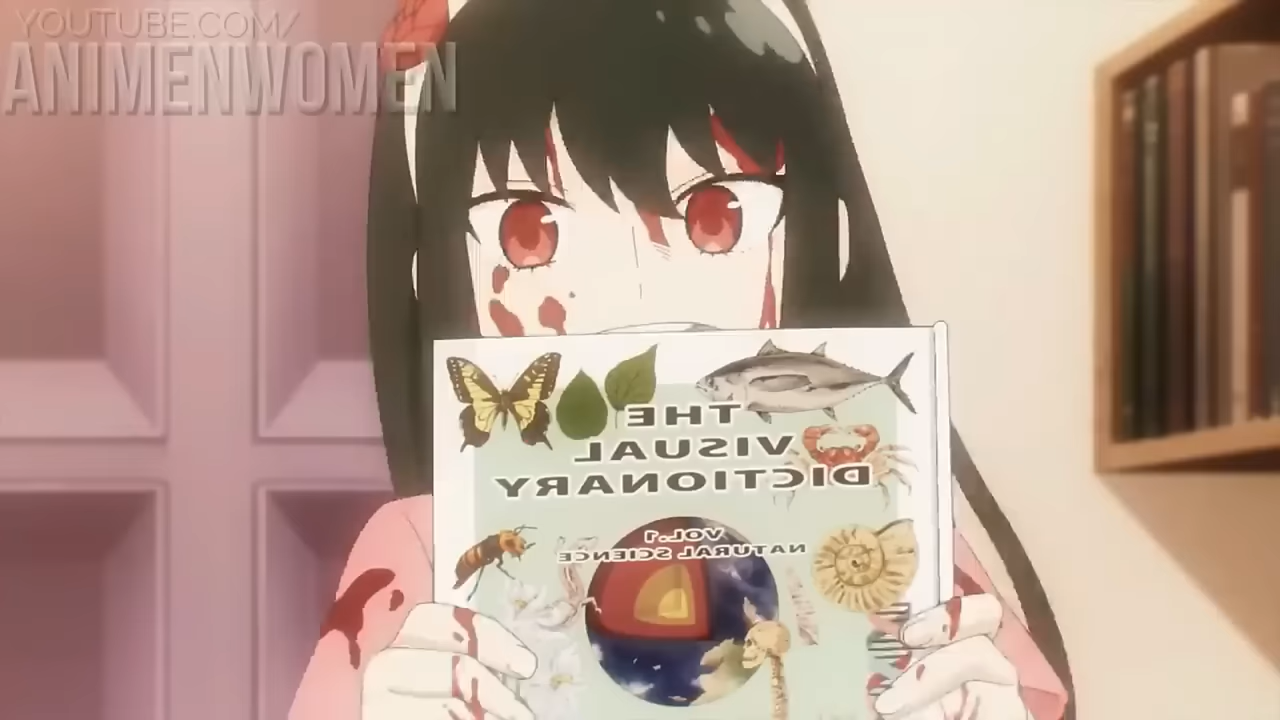 YOUTUBE.COM/
ANIMENWOMEN
THE
VISUAL
DICTIONARY
VOL.1
NATURAL SCIENCE